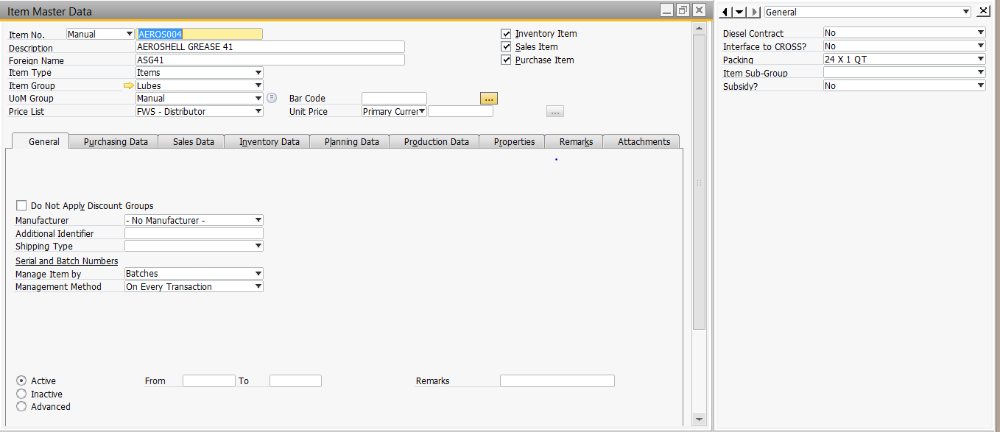 Item Master Data
Item No. Manual AEROS004
Description AEROSHELL GREASE 41
Foreign Name ASG41
Item Type Items
Item Group Lubes
UoM Group Manual
Price List FWS - Distributor
Bar Code ...
Unit Price Primary Currer ...
Inventory Item
Sales Item
Purchase Item
General Purchasing Data Sales Data Inventory Data Planning Data Production Data Properties Remarks Attachments
Do Not Apply Discount Groups
Manufacturer - No Manufacturer -
Additional Identifier
Shipping Type
Serial and Batch Numbers
Manage Item by Batches
Management Method On Every Transaction
Active From To Remarks
Inactive
Advanced
General
Diesel Contract No
Interface to CROSS? No
Packing 24 X 1 QT
Item Sub-Group
Subsidy? No